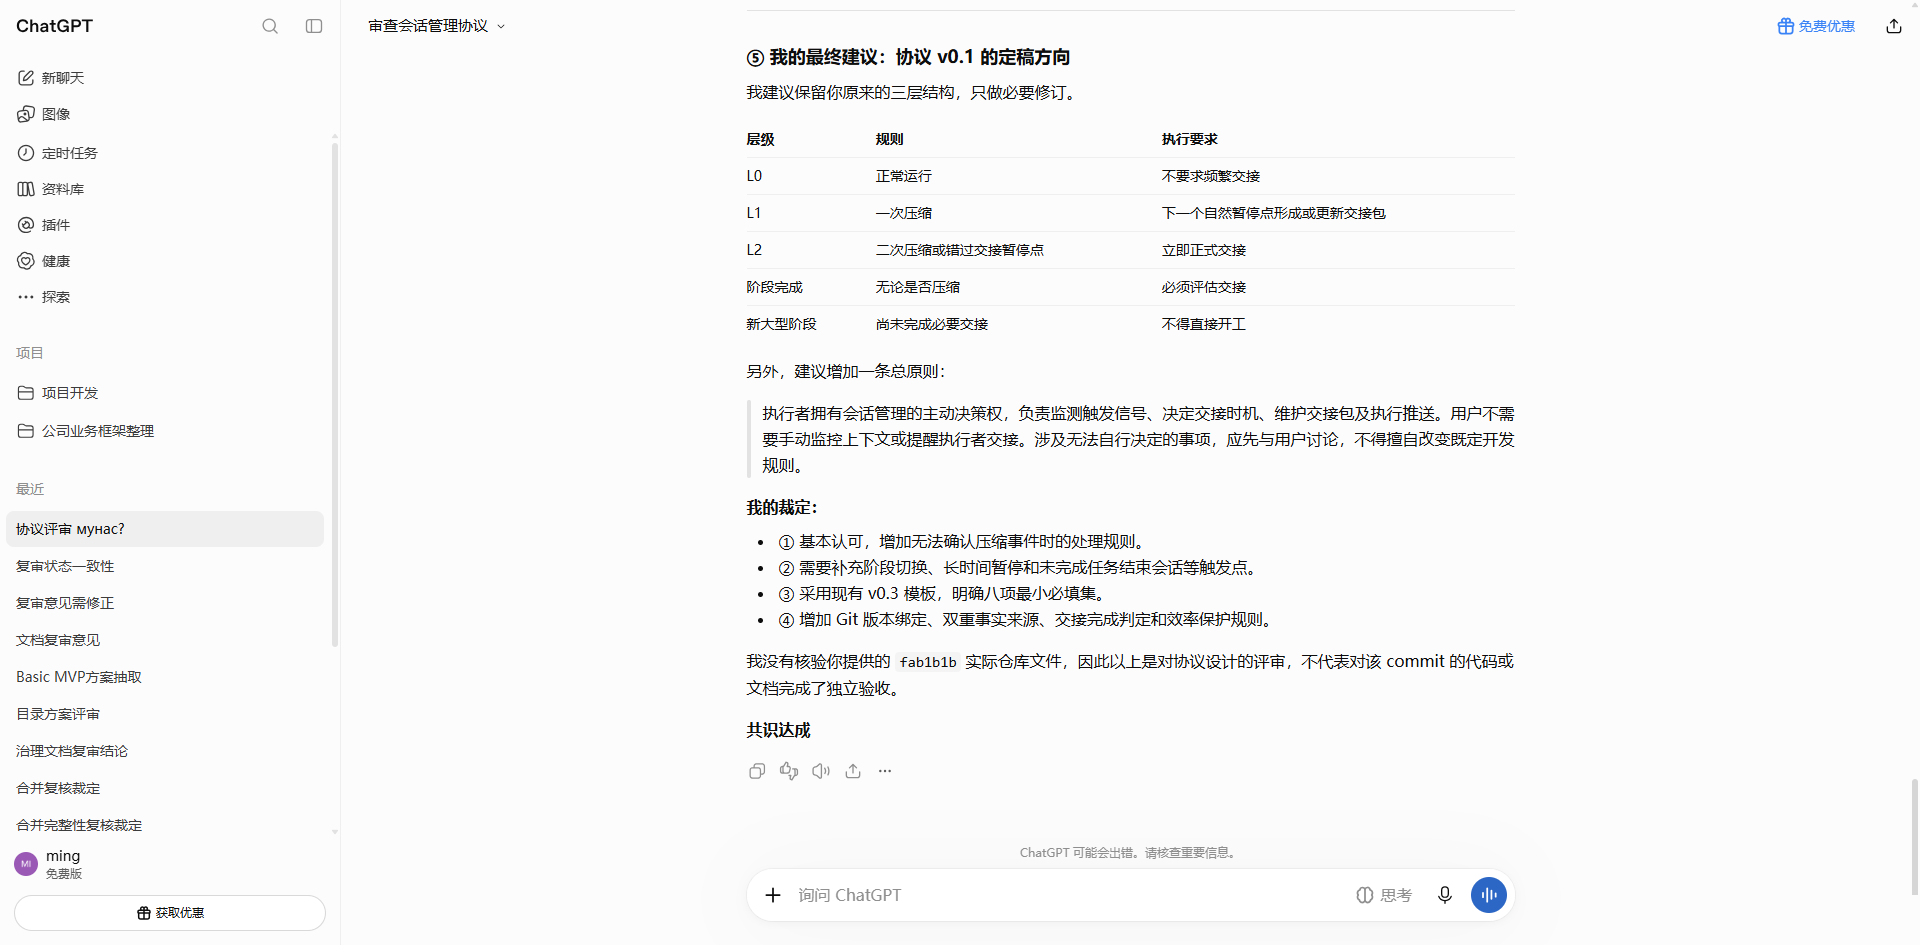 ChatGPT
新聊天
图像
定时任务
资料库
插件
健康
探索
项目
项目开发
公司业务框架整理
最近
协议评审 мунас?
复审状态一致性
复审意见需修正
文档复审意见
Basic MVP方案抽取
目录方案评审
治理文档复审结论
合并复核裁定
合并完整性复核裁定
MI
ming
免费版
获取优惠
审查会话管理协议
免费优惠
⑤ 我的最终建议：协议 v0.1 的定稿方向
我建议保留你原来的三层结构，只做必要修订。
层级 规则 执行要求
L0 正常运行 不要求频繁交接
L1 一次压缩 下一个自然暂停点形成或更新交接包
L2 二次压缩或错过交接暂停点 立即正式交接
阶段完成 无论是否压缩 必须评估交接
新大型阶段 尚未完成必要交接 不得直接开工
另外，建议增加一条总原则：
执行者拥有会话管理的主动决策权，负责监测触发信号、决定交接时机、维护交接包及执行推送。用户不需
要手动监控上下文或提醒执行者交接。涉及无法自行决定的事项，应先与用户讨论，不得擅自改变既定开发
规则。
我的裁定：
• ① 基本认可，增加无法确认压缩事件时的处理规则。
• ② 需要补充阶段切换、长时间暂停和未完成任务结束会话等触发点。
• ③ 采用现有 v0.3 模板，明确八项最小必填集。
• ④ 增加 Git 版本绑定、双重事实来源、交接完成判定和效率保护规则。
我没有核验你提供的 fab1b1b 实际仓库文件，因此以上是对协议设计的评审，不代表对该 commit 的代码或
文档完成了独立验收。
共识达成
ChatGPT 可能会出错。请核查重要信息。
询问 ChatGPT
思考